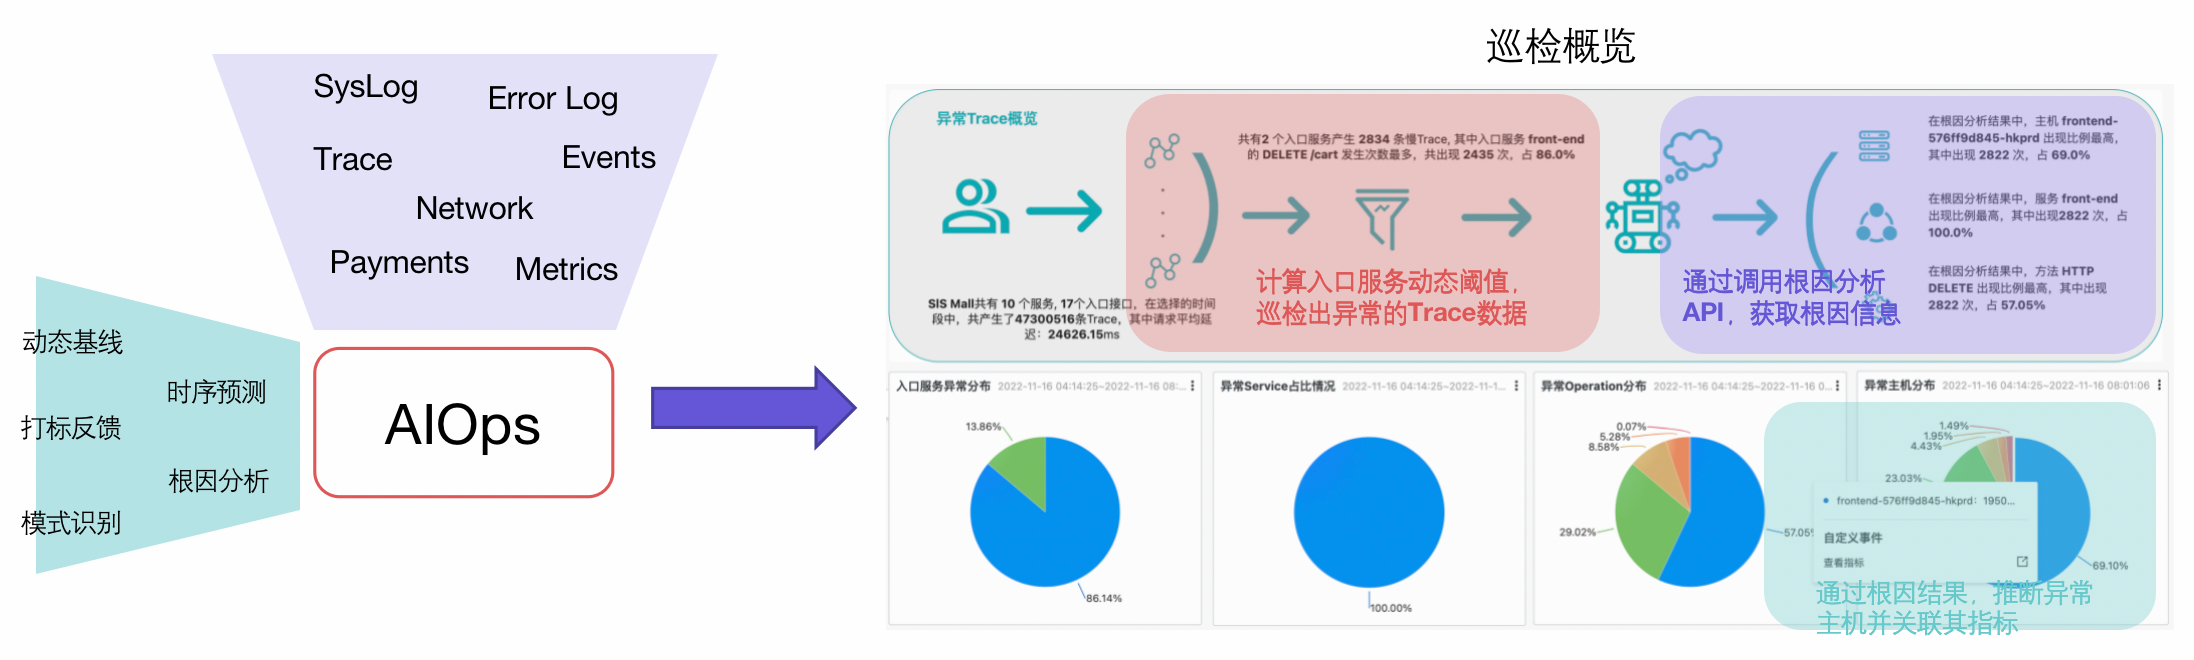 巡检概览
SysLog
Error Log
Trace
Events
Network
Payments
Metrics
动态基线
时序预测
打标反馈
根因分析
模式识别
AIOps
异常Trace概览
SIS Mall共有 10 个服务, 17个入口接口，在选择的时间
段中，共产生了47300516条Trace，其中请求平均延
迟：24626.15ms
共有2 个入口服务产生 2834 条慢Trace, 其中入口服务 front-end
的 DELETE /cart 发生次数最多，共出现 2435 次，占 86.0%
计算入口服务动态阈值，
巡检出异常的Trace数据
通过调用根因分析
API，获取根因信息
在根因分析结果中，主机 frontend-
576ff9d845-hkprd 出现比例最高，
其中出现 2822 次，占 69.0%
在根因分析结果中，服务 front-end
出现比例最高，其中出现2822 次，占
100.0%
在根因分析结果中，方法 HTTP
DELETE 出现比例最高，其中出现
2822 次，占 57.05%
入口服务异常分布 2022-11-16 04:14:25~2022-11-16 08:...
13.86%
86.14%
异常Service占比情况 2022-11-16 04:14:25~2022-11-1...
100.00%
异常Operation分布 2022-11-16 04:14:25~2022-11-16 0...
0.07%
5.28%
8.58%
29.02%
57.05%
异常主机分布 2022-11-16 04:14:25~2022-11-16 08:01:06
1.49%
1.95%
4.43%
23.03%
69.10%
frontend-576ff9d845-hkprd：1950...
自定义事件
查看指标
通过根因结果，推断异常
主机并关联其指标